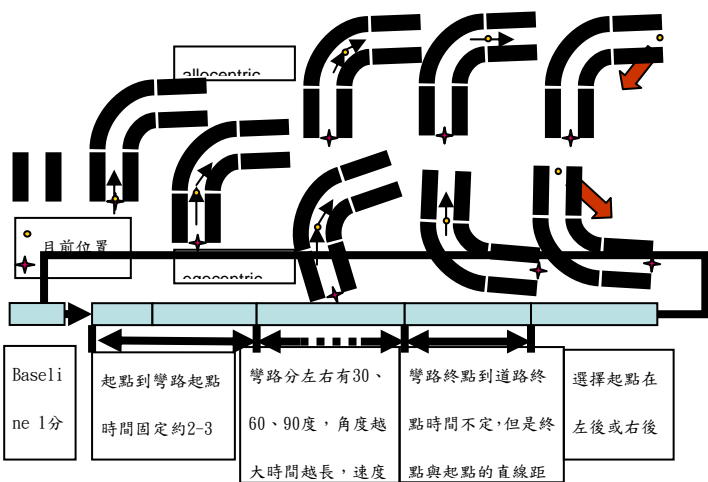 allocentric
目前位置
egocentric
Baseli
ne 1分
起點到彎路起點
時間固定約2-3
彎路分左右有30、
60、90度，角度越
大時間越長，速度
彎路終點到道路終
點時間不定，但是終
點與起點的直線距
選擇起點在
左後或右後